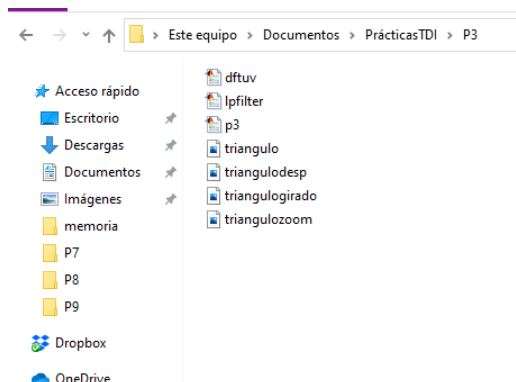 Este equipo > Documentos > PrácticasTDI > P3
Acceso rápido
Escritorio
Descargas
Documentos
Imágenes
memoria
P7
P8
P9
Dropbox
OneDrive
dftuv
lpfilter
p3
triangulo
triangulodesp
triangulogirado
triangulozoom